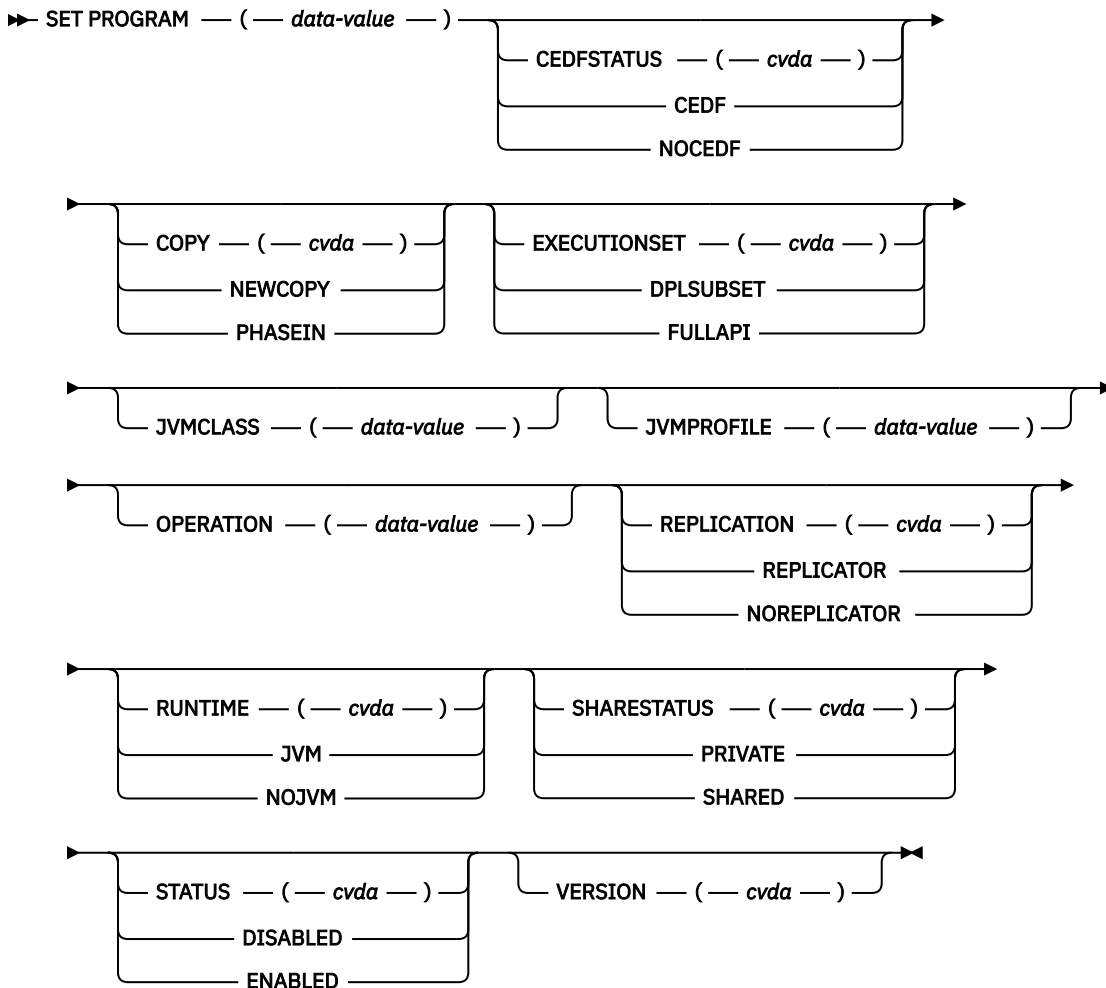 SET PROGRAM ( data-value )
CEDFSTATUS ( cvda )
CEDF
NOCEDF
COPY ( cvda )
NEWCOPY
PHASEIN
EXECUTIONSET ( cvda )
DPLSUBSET
FULLAPI
JVMCLASS ( data-value )
JVMPROFILE ( data-value )
OPERATION ( data-value )
REPLICATION ( cvda )
REPLICATOR
NOREPLICATOR
RUNTIME ( cvda )
JVM
NOJVM
SHARESTATUS ( cvda )
PRIVATE
SHARED
STATUS ( cvda )
DISABLED
ENABLED
VERSION ( cvda )